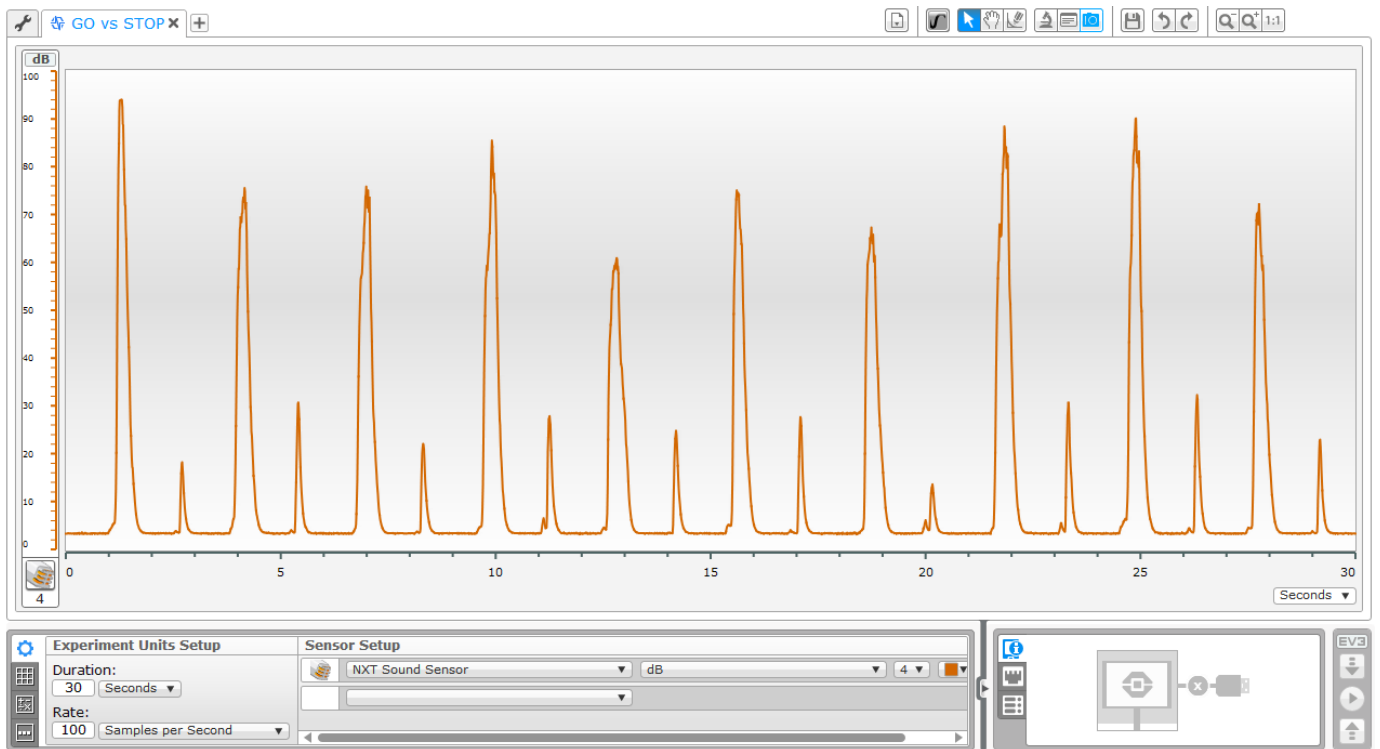 GO vs STOP
1:1
dB
100
90
80
70
60
50
40
30
20
10
0
0 5 10 15 20 25 30
4
Seconds
Experiment Units Setup
Duration:
30 Seconds
Rate:
100 Samples per Second
Sensor Setup
NXT Sound Sensor dB 4
EV3